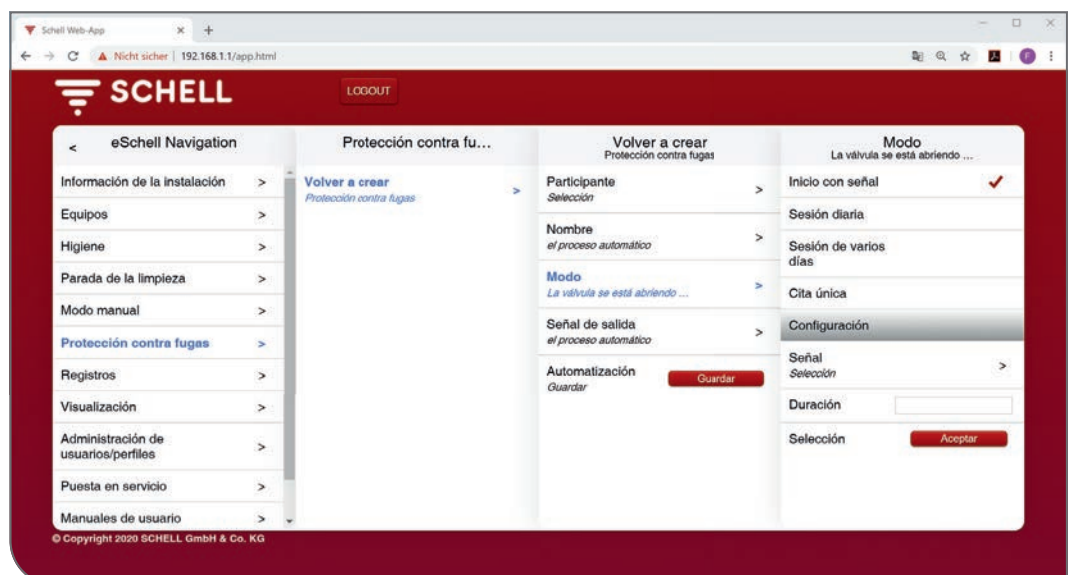 Schell Web-App
Nicht sicher | 192.168.1.1/app.html
F
SCHELL
LOGOUT
< eSchell Navigation
Información de la instalación >
Equipos >
Higiene >
Parada de la limpieza >
Modo manual >
Protección contra fugas >
Registros >
Visualización >
Administración de
usuarios/perfiles >
Puesta en servicio >
Manuales de usuario >
Protección contra fu...
Volver a crear >
Protección contra fugas
Volver a crear
Protección contra fugas
Participante >
Selección
Nombre >
el proceso automático
Modo >
La válvula se está abriendo ...
Señal de salida >
el proceso automático
Automatización
Guardar
Guardar
Modo
La válvula se está abriendo ...
Inicio con señal
Sesión diaria
Sesión de varios
días
Cita única
Configuración
Señal >
Selección
Duración
Selección
Aceptar
© Copyright 2020 SCHELL GmbH & Co. KG